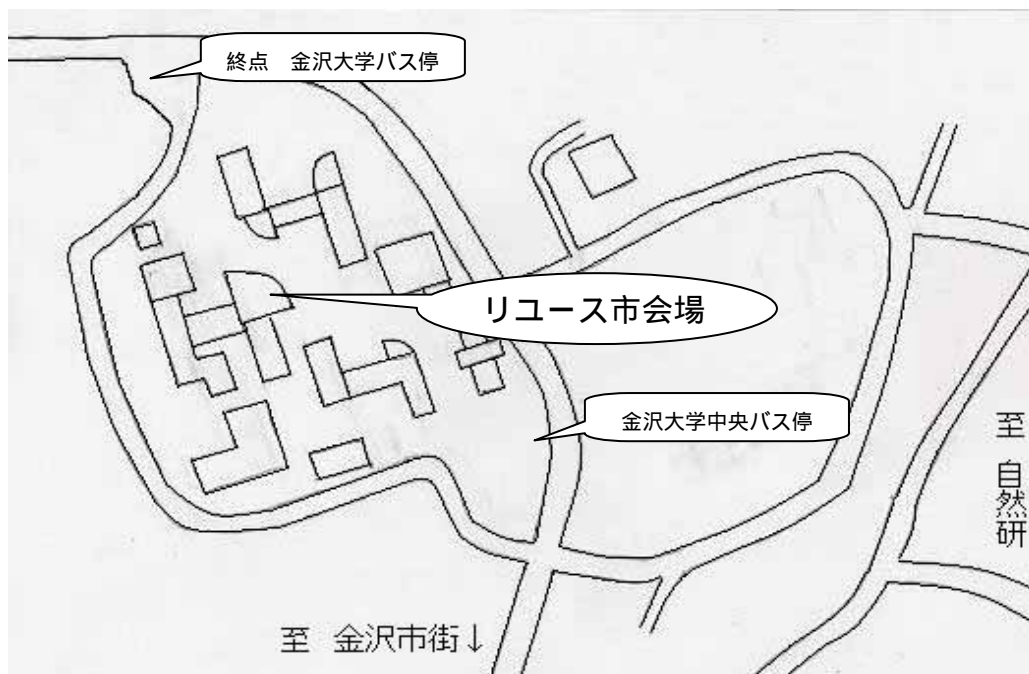 終点　金沢大学バス停
リユース市会場
金沢大学中央バス停
至　自然研
至　金沢市街↓